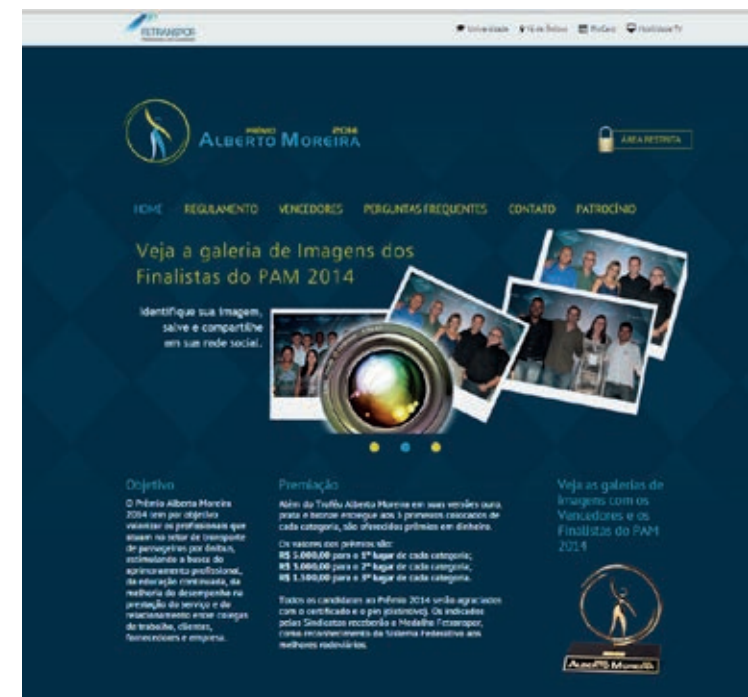 FETRANSPOR
Universidade
PRÊMIO 2014
ALBERTO MOREIRA
ÁREA RESTRITA
HOME REGULAMENTO VENCEDORES PERGUNTAS FREQUENTES CONTATO PATROCÍNIO
Veja a galeria de Imagens dos
Finalistas do PAM 2014
Identifique sua imagem,
salve e compartilhe
em sua rede social.
Objetivo
O Prêmio Alberto Moreira
2014 tem por objetivo
valorizar os profissionais que
atuam no setor de transporte
de passageiros por ônibus,
estimulando a busca do
aprimoramento profissional,
da educação continuada, da
melhoria do desempenho na
prestação do serviço e do
relacionamento entre colegas
de trabalho, clientes,
fornecedores e empresa.
Premiação
Além do Troféu Alberto Moreira em suas versões ouro,
prata e bronze entregue aos 3 primeiros colocados de
cada categoria, são oferecidos prêmios em dinheiro.
Os valores dos prêmios são:
R$ 5.000,00 para o 1º lugar de cada categoria;
R$ 3.000,00 para o 2º lugar de cada categoria;
R$ 1.500,00 para o 3º lugar de cada categoria.
Todos os candidatos ao Prêmio 2014 serão agraciados
com o certificado e o pin (distintivo). Os indicados
pelos Sindicatos receberão a Medalha Fetranspor,
como reconhecimento do Sistema Federativo aos
melhores rodoviários.
Veja as galerias de
Imagens com os
Vencedores e os
Finalistas do PAM
2014
ALBERTO MOREIRA